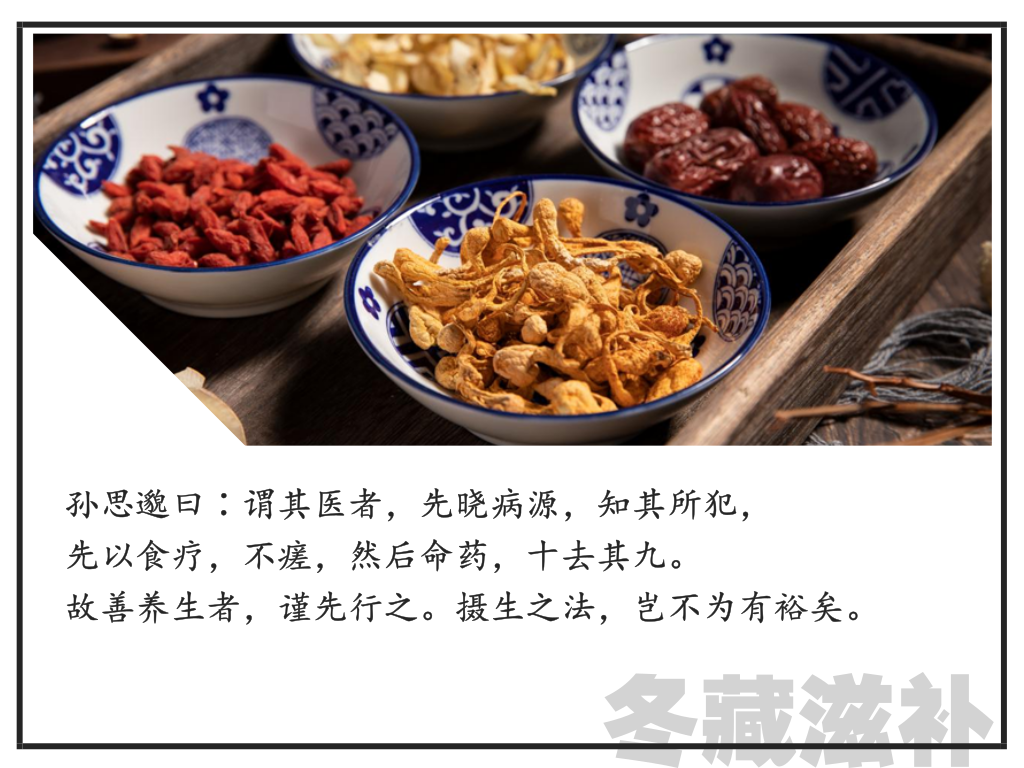 孙思邈曰：谓其医者，先晓病源，知其所犯，
先以食疗，不瘥，然后命药，十去其九。
故善养生者，谨先行之。摄生之法，岂不为有裕矣。
冬藏滋补